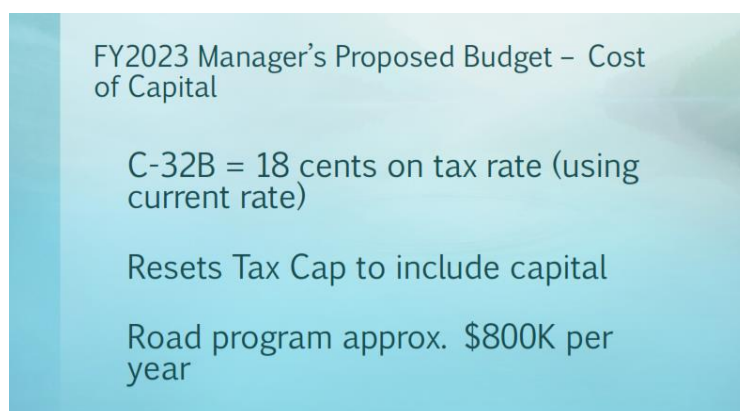 FY2023 Manager’s Proposed Budget – Cost
of Capital
C-32B = 18 cents on tax rate (using
current rate)
Resets Tax Cap to include capital
Road program approx. $800K per
year